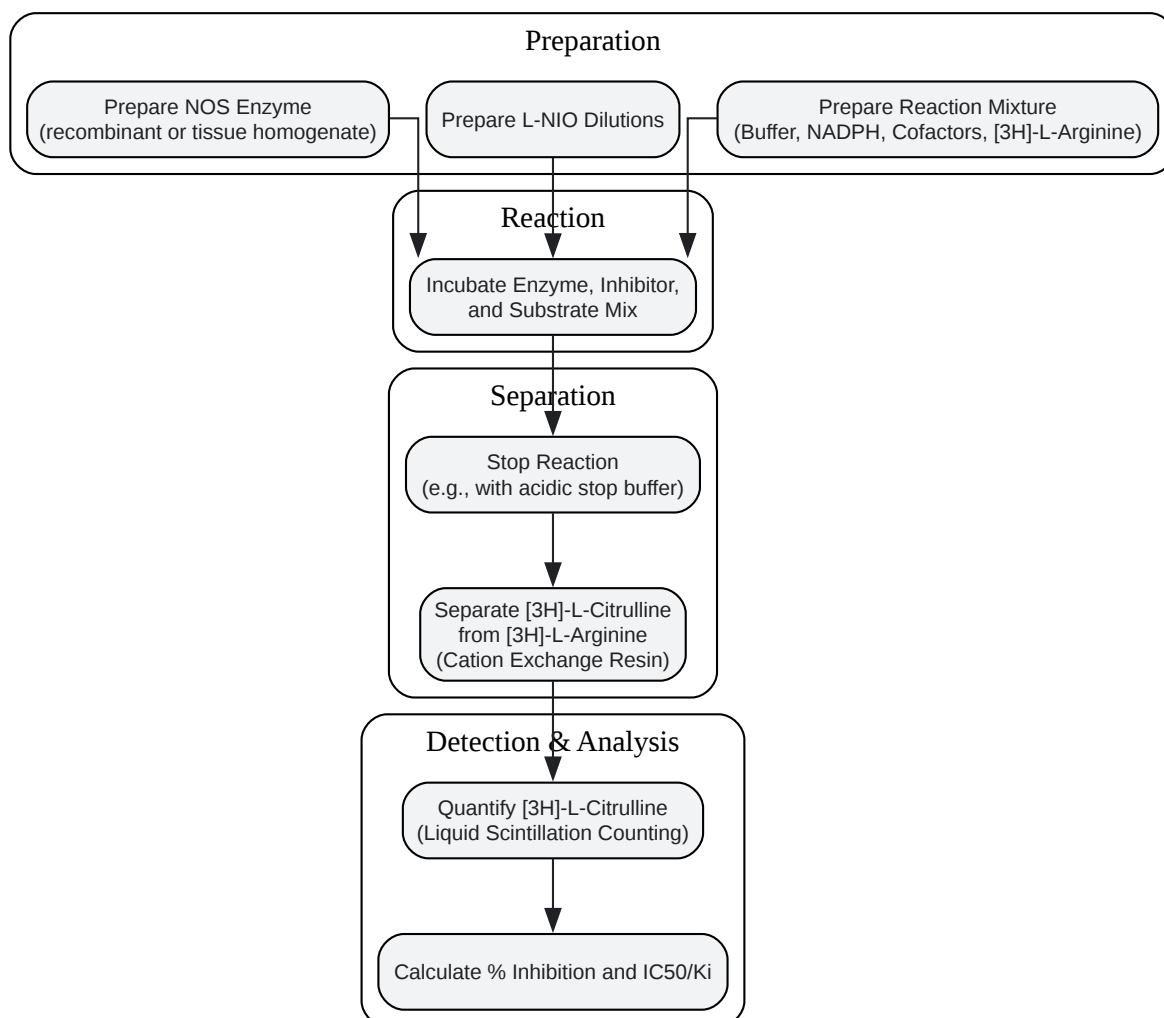 Preparation
Prepare NOS Enzyme
(recombinant or tissue homogenate)
Prepare L-NIO Dilutions
Prepare Reaction Mixture
(Buffer, NADPH, Cofactors, [3H]-L-Arginine)
Reaction
Incubate Enzyme, Inhibitor,
and Substrate Mix
Separation
Stop Reaction
(e.g., with acidic stop buffer)
Separate [3H]-L-Citrulline
from [3H]-L-Arginine
(Cation Exchange Resin)
Detection & Analysis
Quantify [3H]-L-Citrulline
(Liquid Scintillation Counting)
Calculate % Inhibition and IC50/Ki